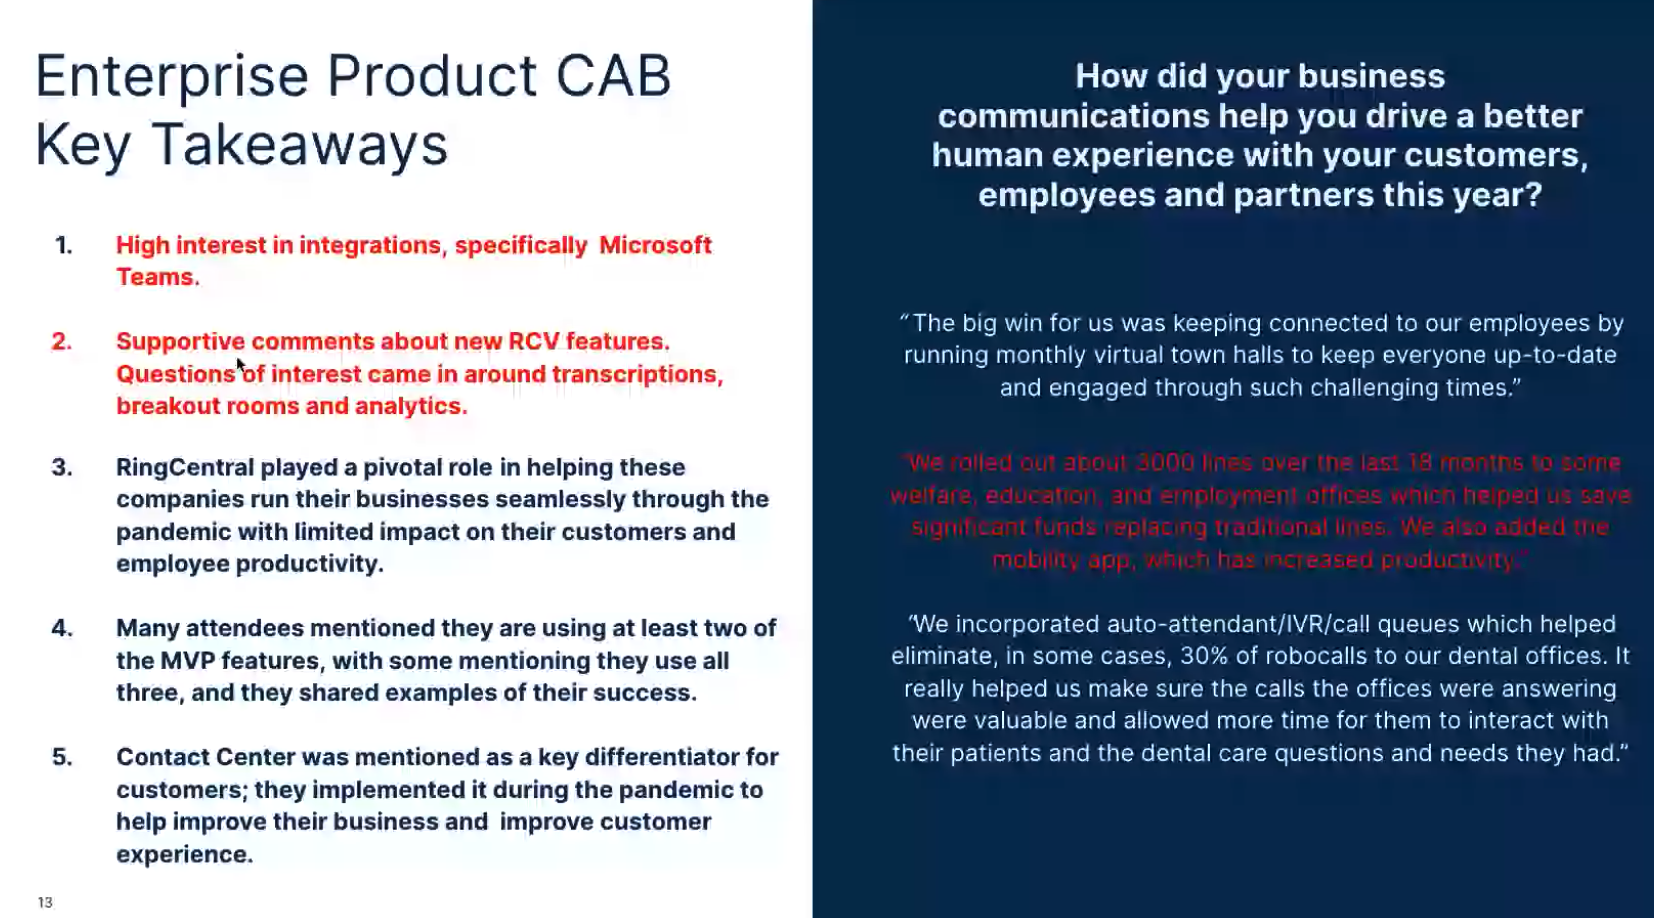 Enterprise Product CAB
Key Takeaways
1. High interest in integrations, specifically Microsoft
Teams.
2. Supportive comments about new RCV features.
Questions of interest came in around transcriptions,
breakout rooms and analytics.
3. RingCentral played a pivotal role in helping these
companies run their businesses seamlessly through the
pandemic with limited impact on their customers and
employee productivity.
4. Many attendees mentioned they are using at least two of
the MVP features, with some mentioning they use all
three, and they shared examples of their success.
5. Contact Center was mentioned as a key differentiator for
customers; they implemented it during the pandemic to
help improve their business and improve customer
experience.
13
How did your business
communications help you drive a better
human experience with your customers,
employees and partners this year?
“The big win for us was keeping connected to our employees by
running monthly virtual town halls to keep everyone up-to-date
and engaged through such challenging times.”
“We rolled out about 3000 lines over the last 18 months to some
welfare, education, and employment offices which helped us save
significant funds replacing traditional lines. We also added the
mobility app, which has increased productivity.”
“We incorporated auto-attendant/IVR/call queues which helped
eliminate, in some cases, 30% of robocalls to our dental offices. It
really helped us make sure the calls the offices were answering
were valuable and allowed more time for them to interact with
their patients and the dental care questions and needs they had.”